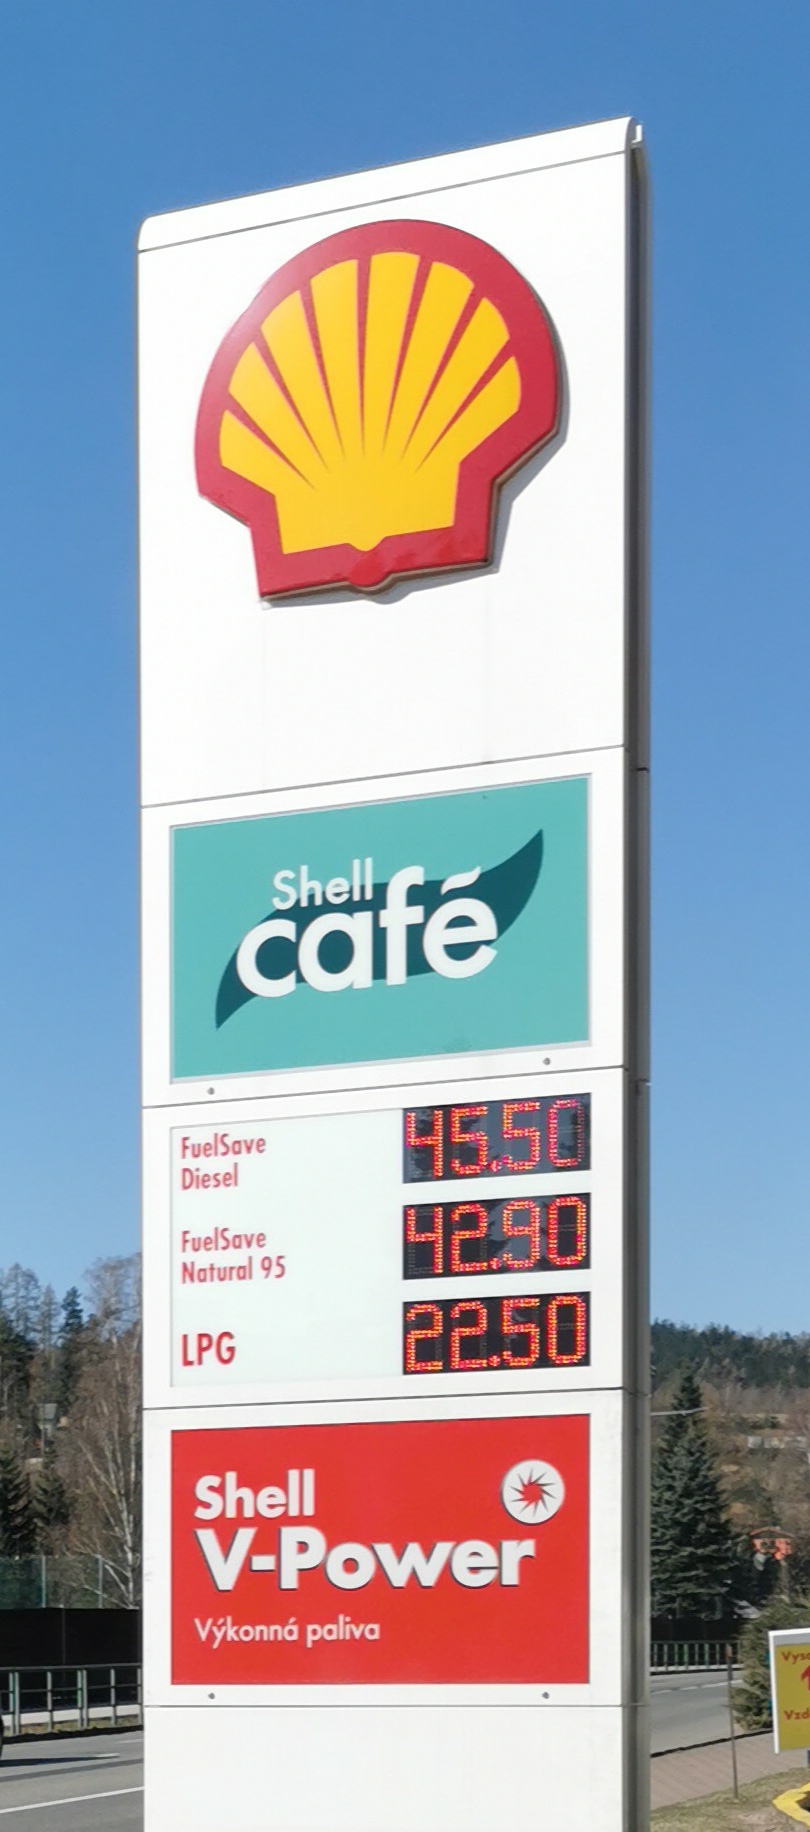 Shell
café
FuelSave
Diesel
45.50
FuelSave
Natural 95
42.90
LPG
22.50
Shell
V-Power
Výkonná paliva